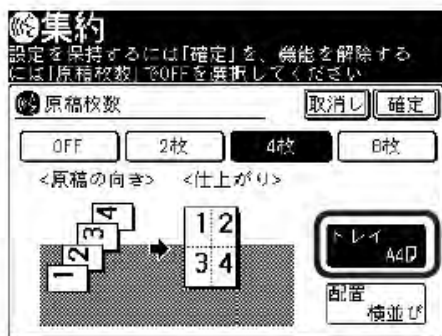 集約
設定を保持するには「確定」を、機能を解除する
には「原稿枚数」でOFFを選択してください
原稿枚数
取消し
確定
OFF
2枚
4枚
8枚
<原稿の向き>
<仕上がり>
1
2
3
4
1 2
3 4
トレイ
A4
配置
横並び